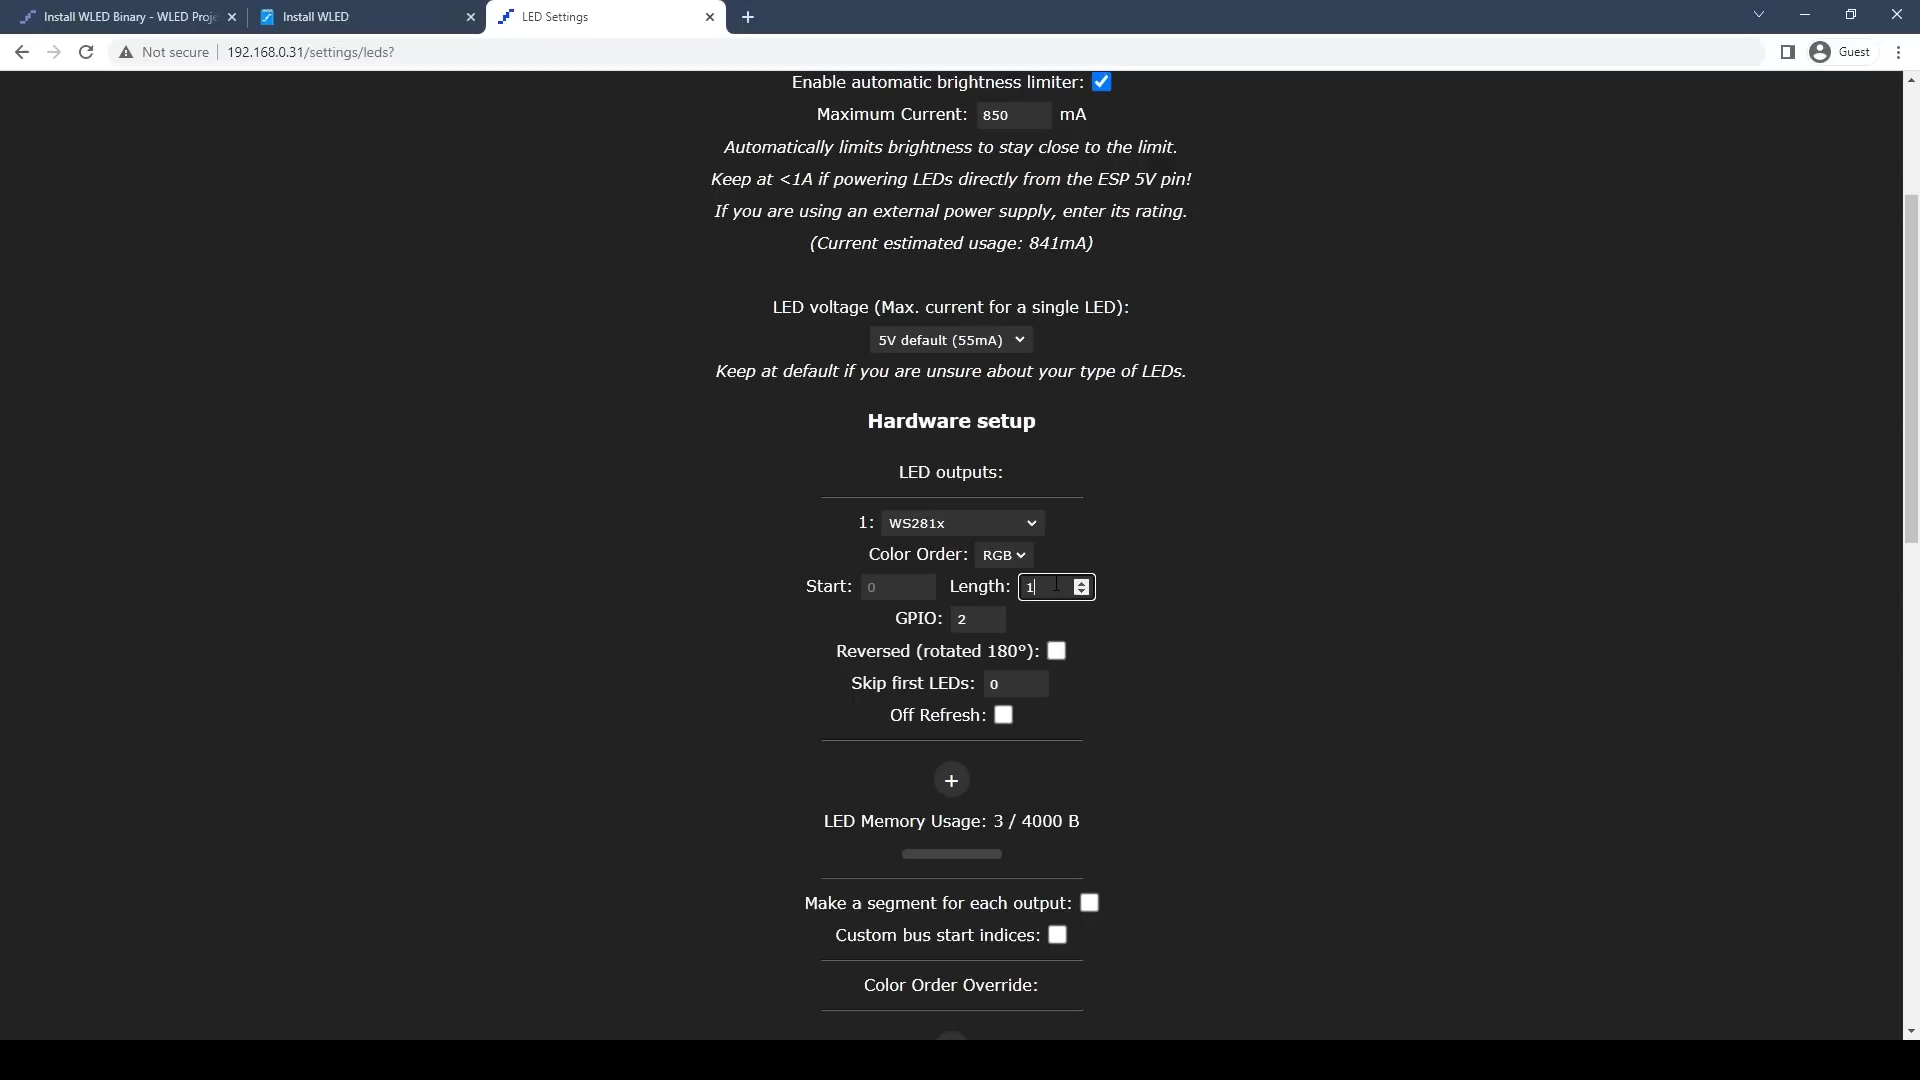 Install WLED Binary - WLED Proje
Install WLED
LED Settings
Not secure
192.168.0.31/settings/leds?
Guest
Enable automatic brightness limiter:
Maximum Current: 850 mA
Automatically limits brightness to stay close to the limit.
Keep at <1A if powering LEDs directly from the ESP 5V pin!
If you are using an external power supply, enter its rating.
(Current estimated usage: 841mA)
LED voltage (Max. current for a single LED):
5V default (55mA)
Keep at default if you are unsure about your type of LEDs.
Hardware setup
LED outputs:
1: WS281x
Color Order: RGB
Start: 0 Length: 1
GPIO: 2
Reversed (rotated 180°):
Skip first LEDs: 0
Off Refresh:
+
LED Memory Usage: 3 / 4000 B
Make a segment for each output:
Custom bus start indices:
Color Order Override: